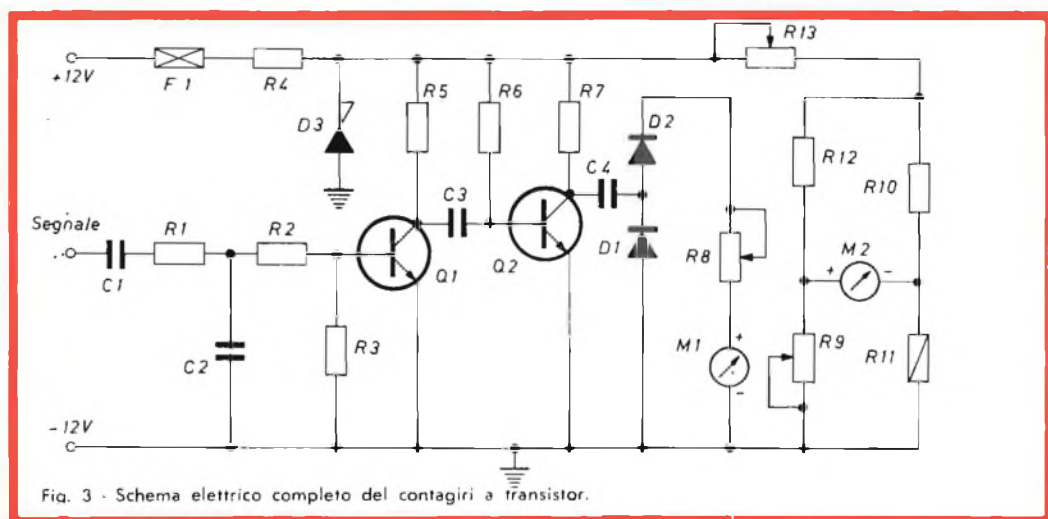 R13
+12V
F1
R4
R5
R6
R7
D3
D2
R12
R10
C4
C3
Segnale
R1
R2
D1
R8
M2
+ -
C1
Q1
Q2
+
R9
C2
R3
M1
R11
-
-12V
Fig. 3 - Schema elettrico completo del contagiri a transistor.